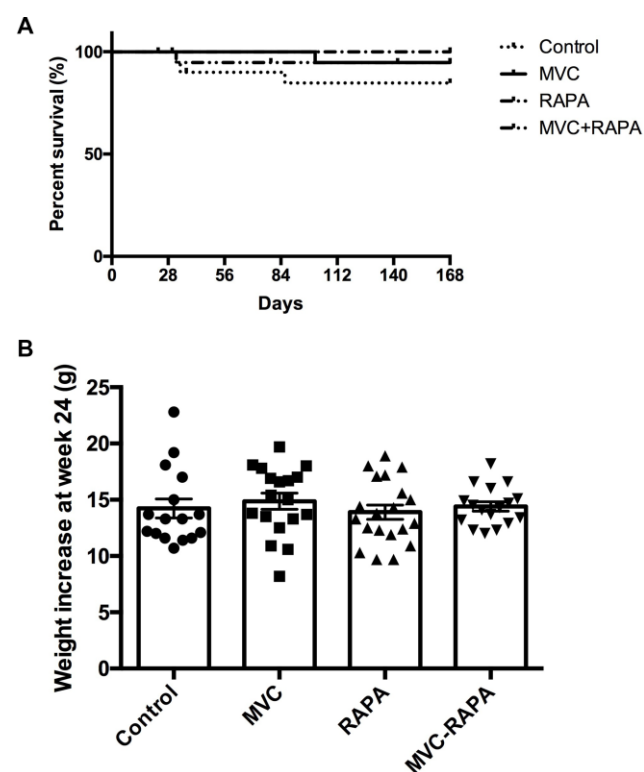 A
Percent survival (%)
100
50
0
0 28 56 84 112 140 168
Days
Control
MVC
RAPA
MVC+RAPA
B
Weight increase at week 24 (g)
25
20
15
10
5
0
Control
MVC
RAPA
MVC-RAPA